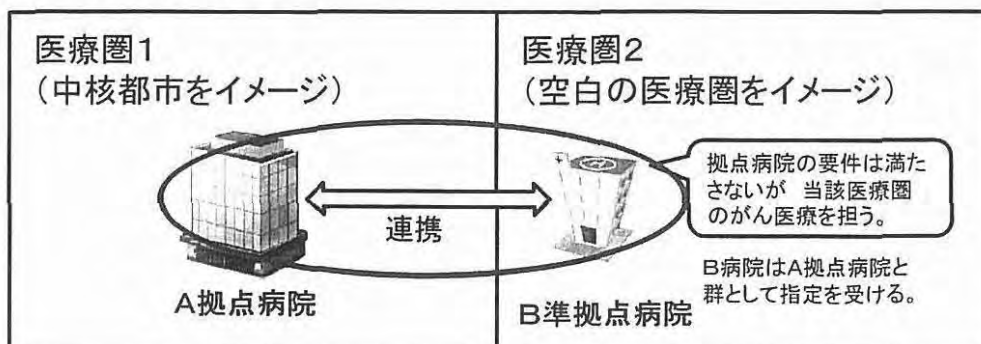 医療圏1
（中核都市をイメージ）
医療圏2
（空白の医療圏をイメージ）
拠点病院の要件は満た
さないが 当該医療圏
のがん医療を担う。
連携
A拠点病院
B準拠点病院
B病院はA拠点病院と
群として指定を受ける。